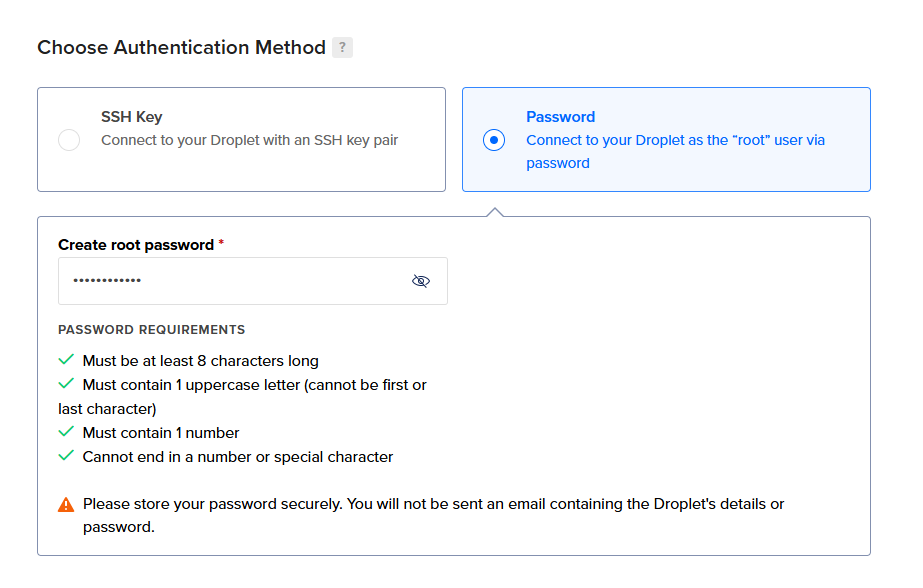 Choose Authentication Method ?
SSH Key
Connect to your Droplet with an SSH key pair
Password
Connect to your Droplet as the “root” user via
password
Create root password *
••••••••••••
PASSWORD REQUIREMENTS
Must be at least 8 characters long
Must contain 1 uppercase letter (cannot be first or
last character)
Must contain 1 number
Cannot end in a number or special character
Please store your password securely. You will not be sent an email containing the Droplet's details or
password.